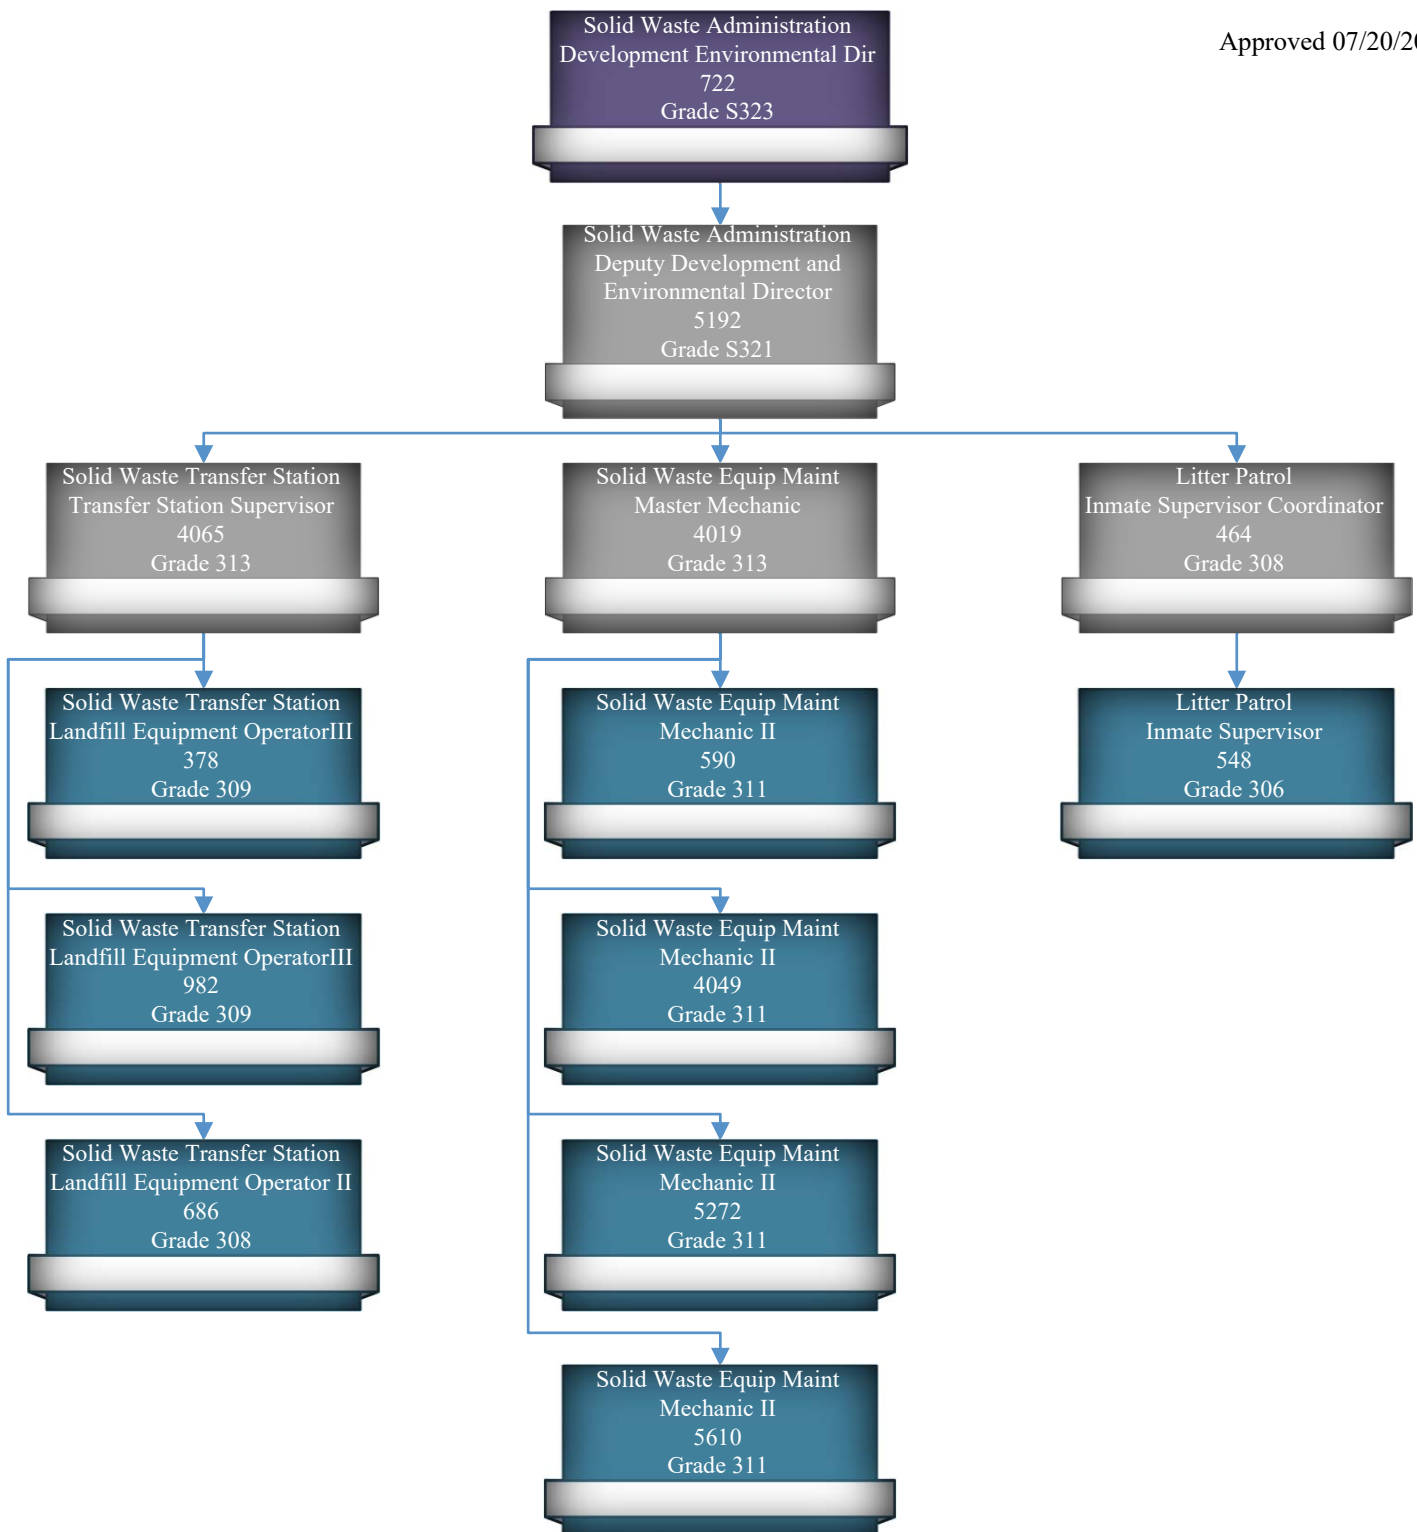 Solid Waste Administration
Development Environmental Dir
722
Grade S323
Approved 07/20/20
Solid Waste Administration
Deputy Development and
Environmental Director
5192
Grade S321
Solid Waste Transfer Station
Transfer Station Supervisor
4065
Grade 313
Solid Waste Equip Maint
Master Mechanic
4019
Grade 313
Litter Patrol
Inmate Supervisor Coordinator
464
Grade 308
Solid Waste Transfer Station
Landfill Equipment OperatorIII
378
Grade 309
Solid Waste Equip Maint
Mechanic II
590
Grade 311
Litter Patrol
Inmate Supervisor
548
Grade 306
Solid Waste Transfer Station
Landfill Equipment OperatorIII
982
Grade 309
Solid Waste Equip Maint
Mechanic II
4049
Grade 311
Solid Waste Transfer Station
Landfill Equipment Operator II
686
Grade 308
Solid Waste Equip Maint
Mechanic II
5272
Grade 311
Solid Waste Equip Maint
Mechanic II
5610
Grade 311